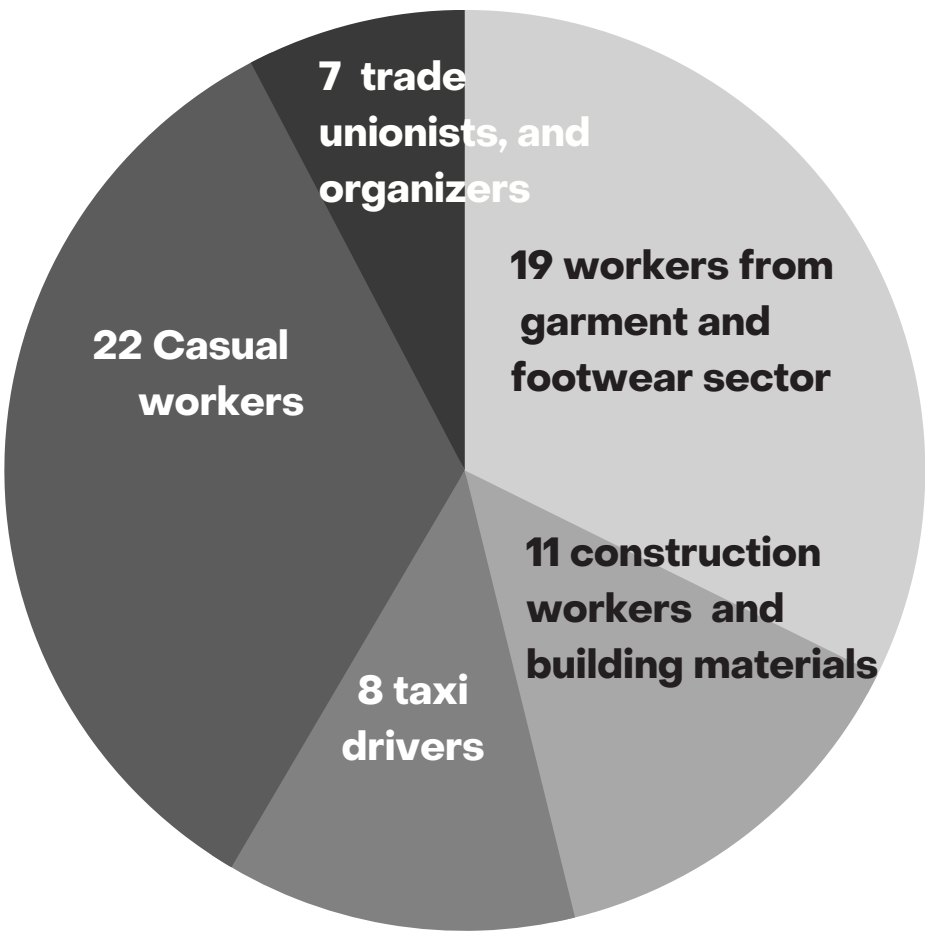 7 trade
unionists, and
organizers
19 workers from
garment and
footwear sector
22 Casual
workers
11 construction
workers and
building materials
8 taxi
drivers